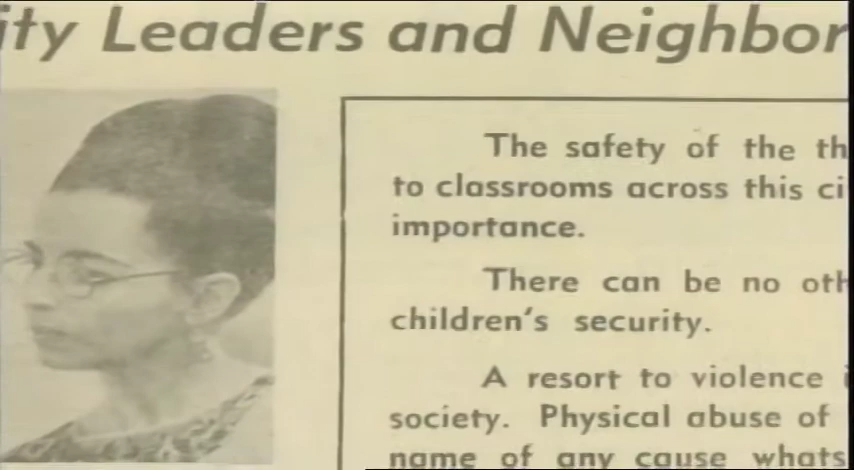 ity Leaders and Neighbor
The safety of the th
to classrooms across this ci
importance.
There can be no oth
children's security.
A resort to violence i
society. Physical abuse of
name of any cause whats